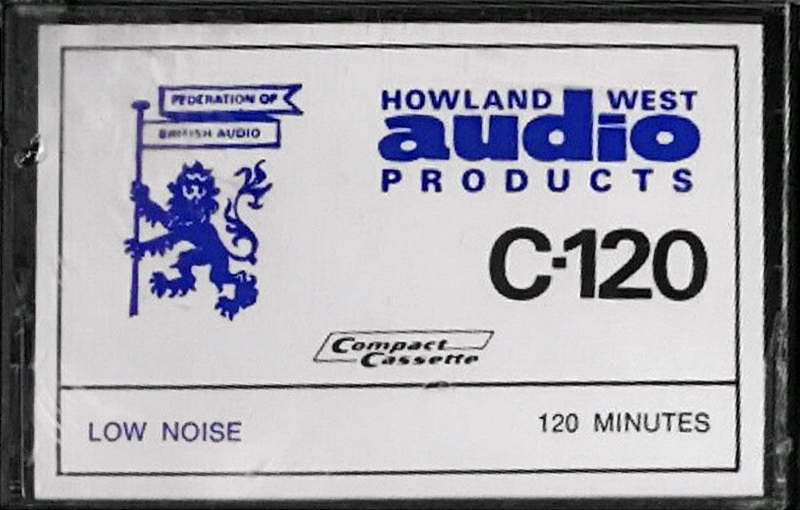 FEDERATION OF
BRITISH AUDIO
HOWLAND WEST
audio
PRODUCTS
C-120
Compact
Cassette
LOW NOISE
120 MINUTES